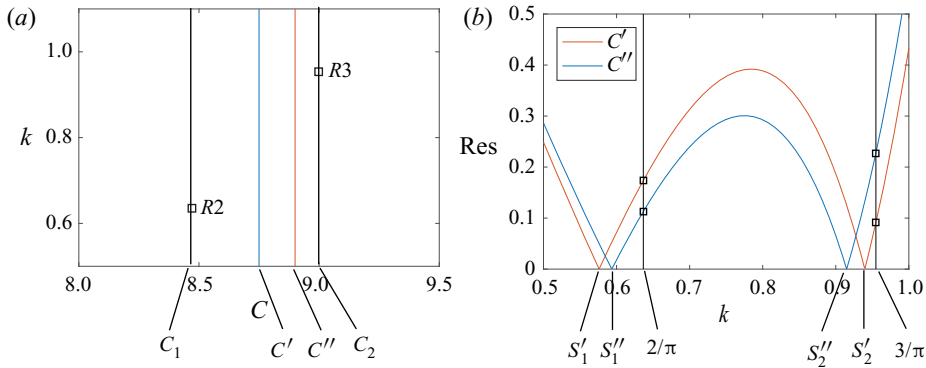 (a)
1.0
R3
k
0.8
R2
0.6
8.0 8.5 9.0 9.5
C
C₁ C′ C″ C₂
(b)
0.5
C′
C″
0.4
0.3
Res
0.2
0.1
0
0.5 0.6 0.7 0.8 0.9 1.0
k
S′₁ S″₁ 2/π S″₂ S′₂ 3/π